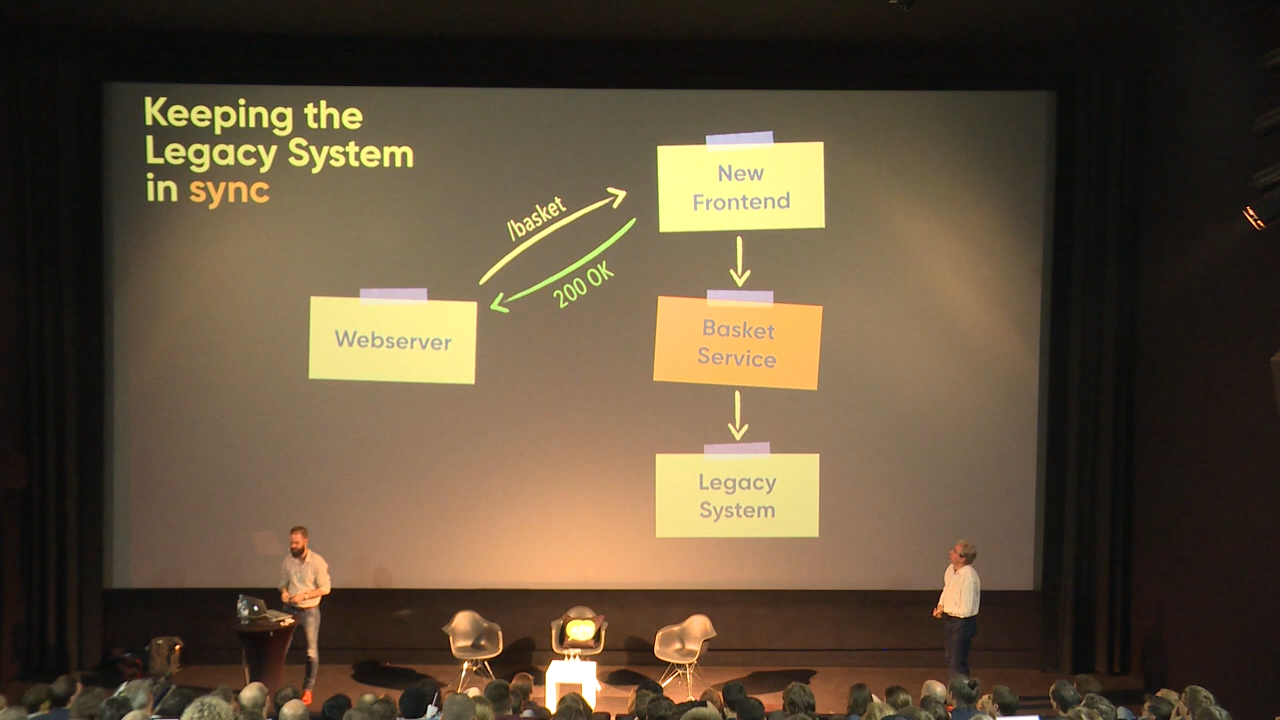 Keeping the
Legacy System
in sync
New
Frontend
/basket
200 OK
Webserver
Basket
Service
Legacy
System